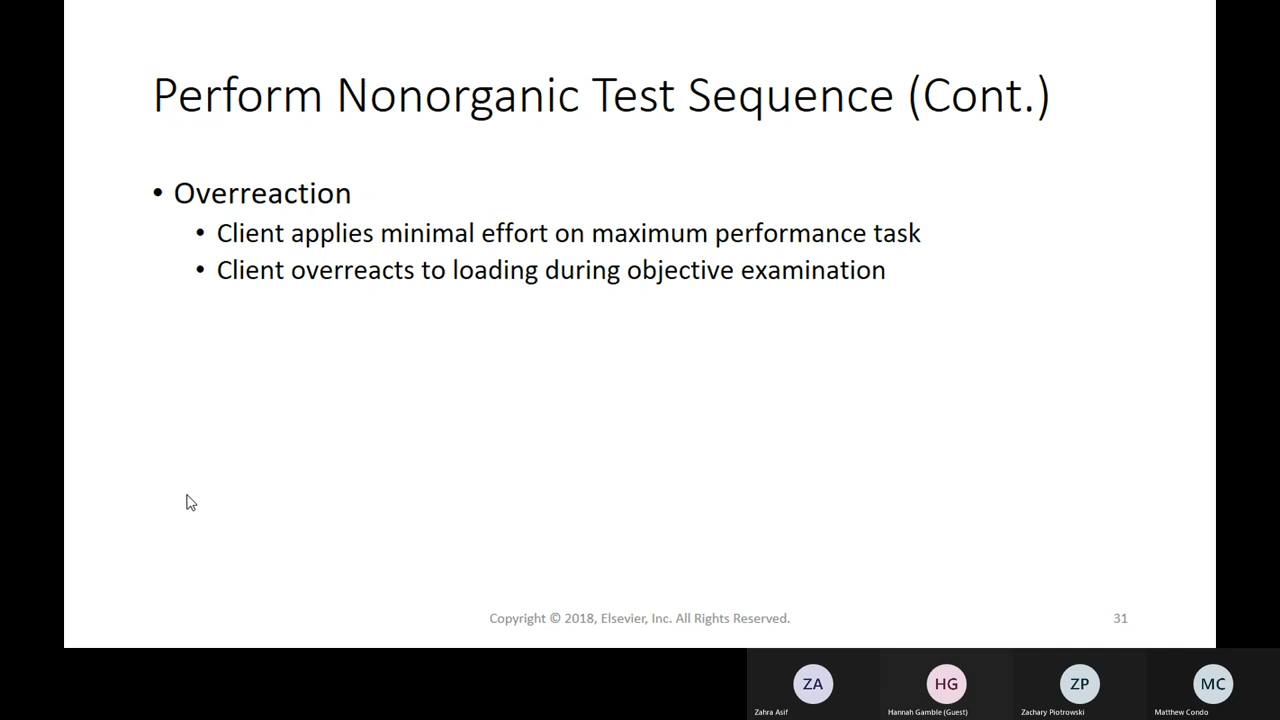 Perform Nonorganic Test Sequence (Cont.)
• Overreaction
• Client applies minimal effort on maximum performance task
• Client overreacts to loading during objective examination
Copyright © 2018, Elsevier, Inc. All Rights Reserved.
31
ZA
HG
ZP
MC
Zahra Asif
Hannah Gamble (Guest)
Zachary Piotrowski
Matthew Condo